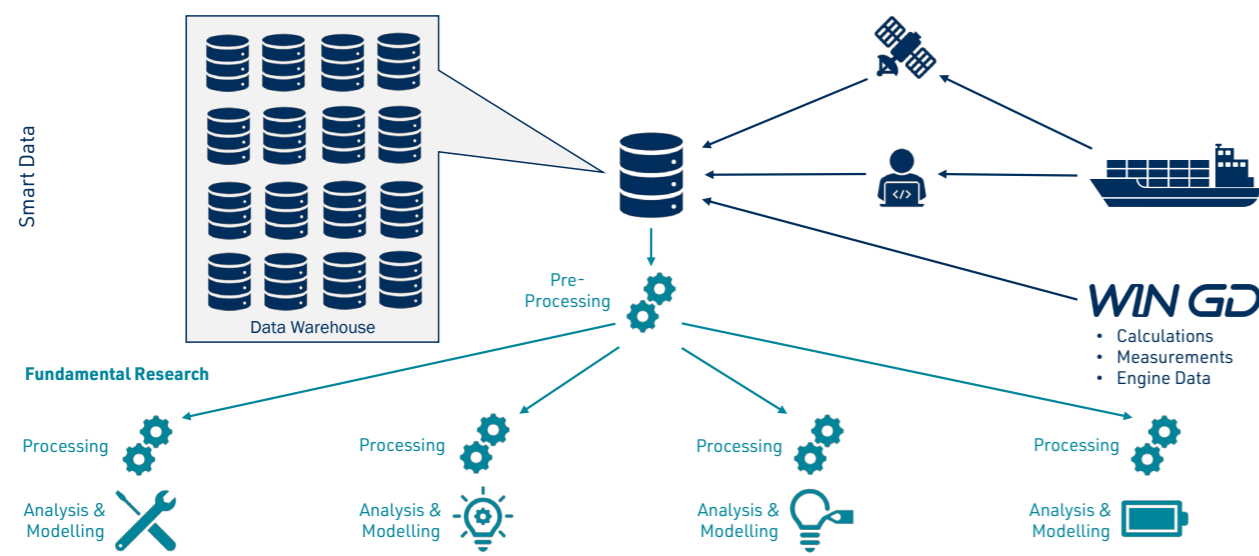 Smart Data
Data Warehouse
</>
Pre-
Processing
WIN GD
• Calculations
• Measurements
• Engine Data
Fundamental Research
Processing
Processing
Processing
Processing
Analysis &
Modelling
Analysis &
Modelling
Analysis &
Modelling
Analysis &
Modelling